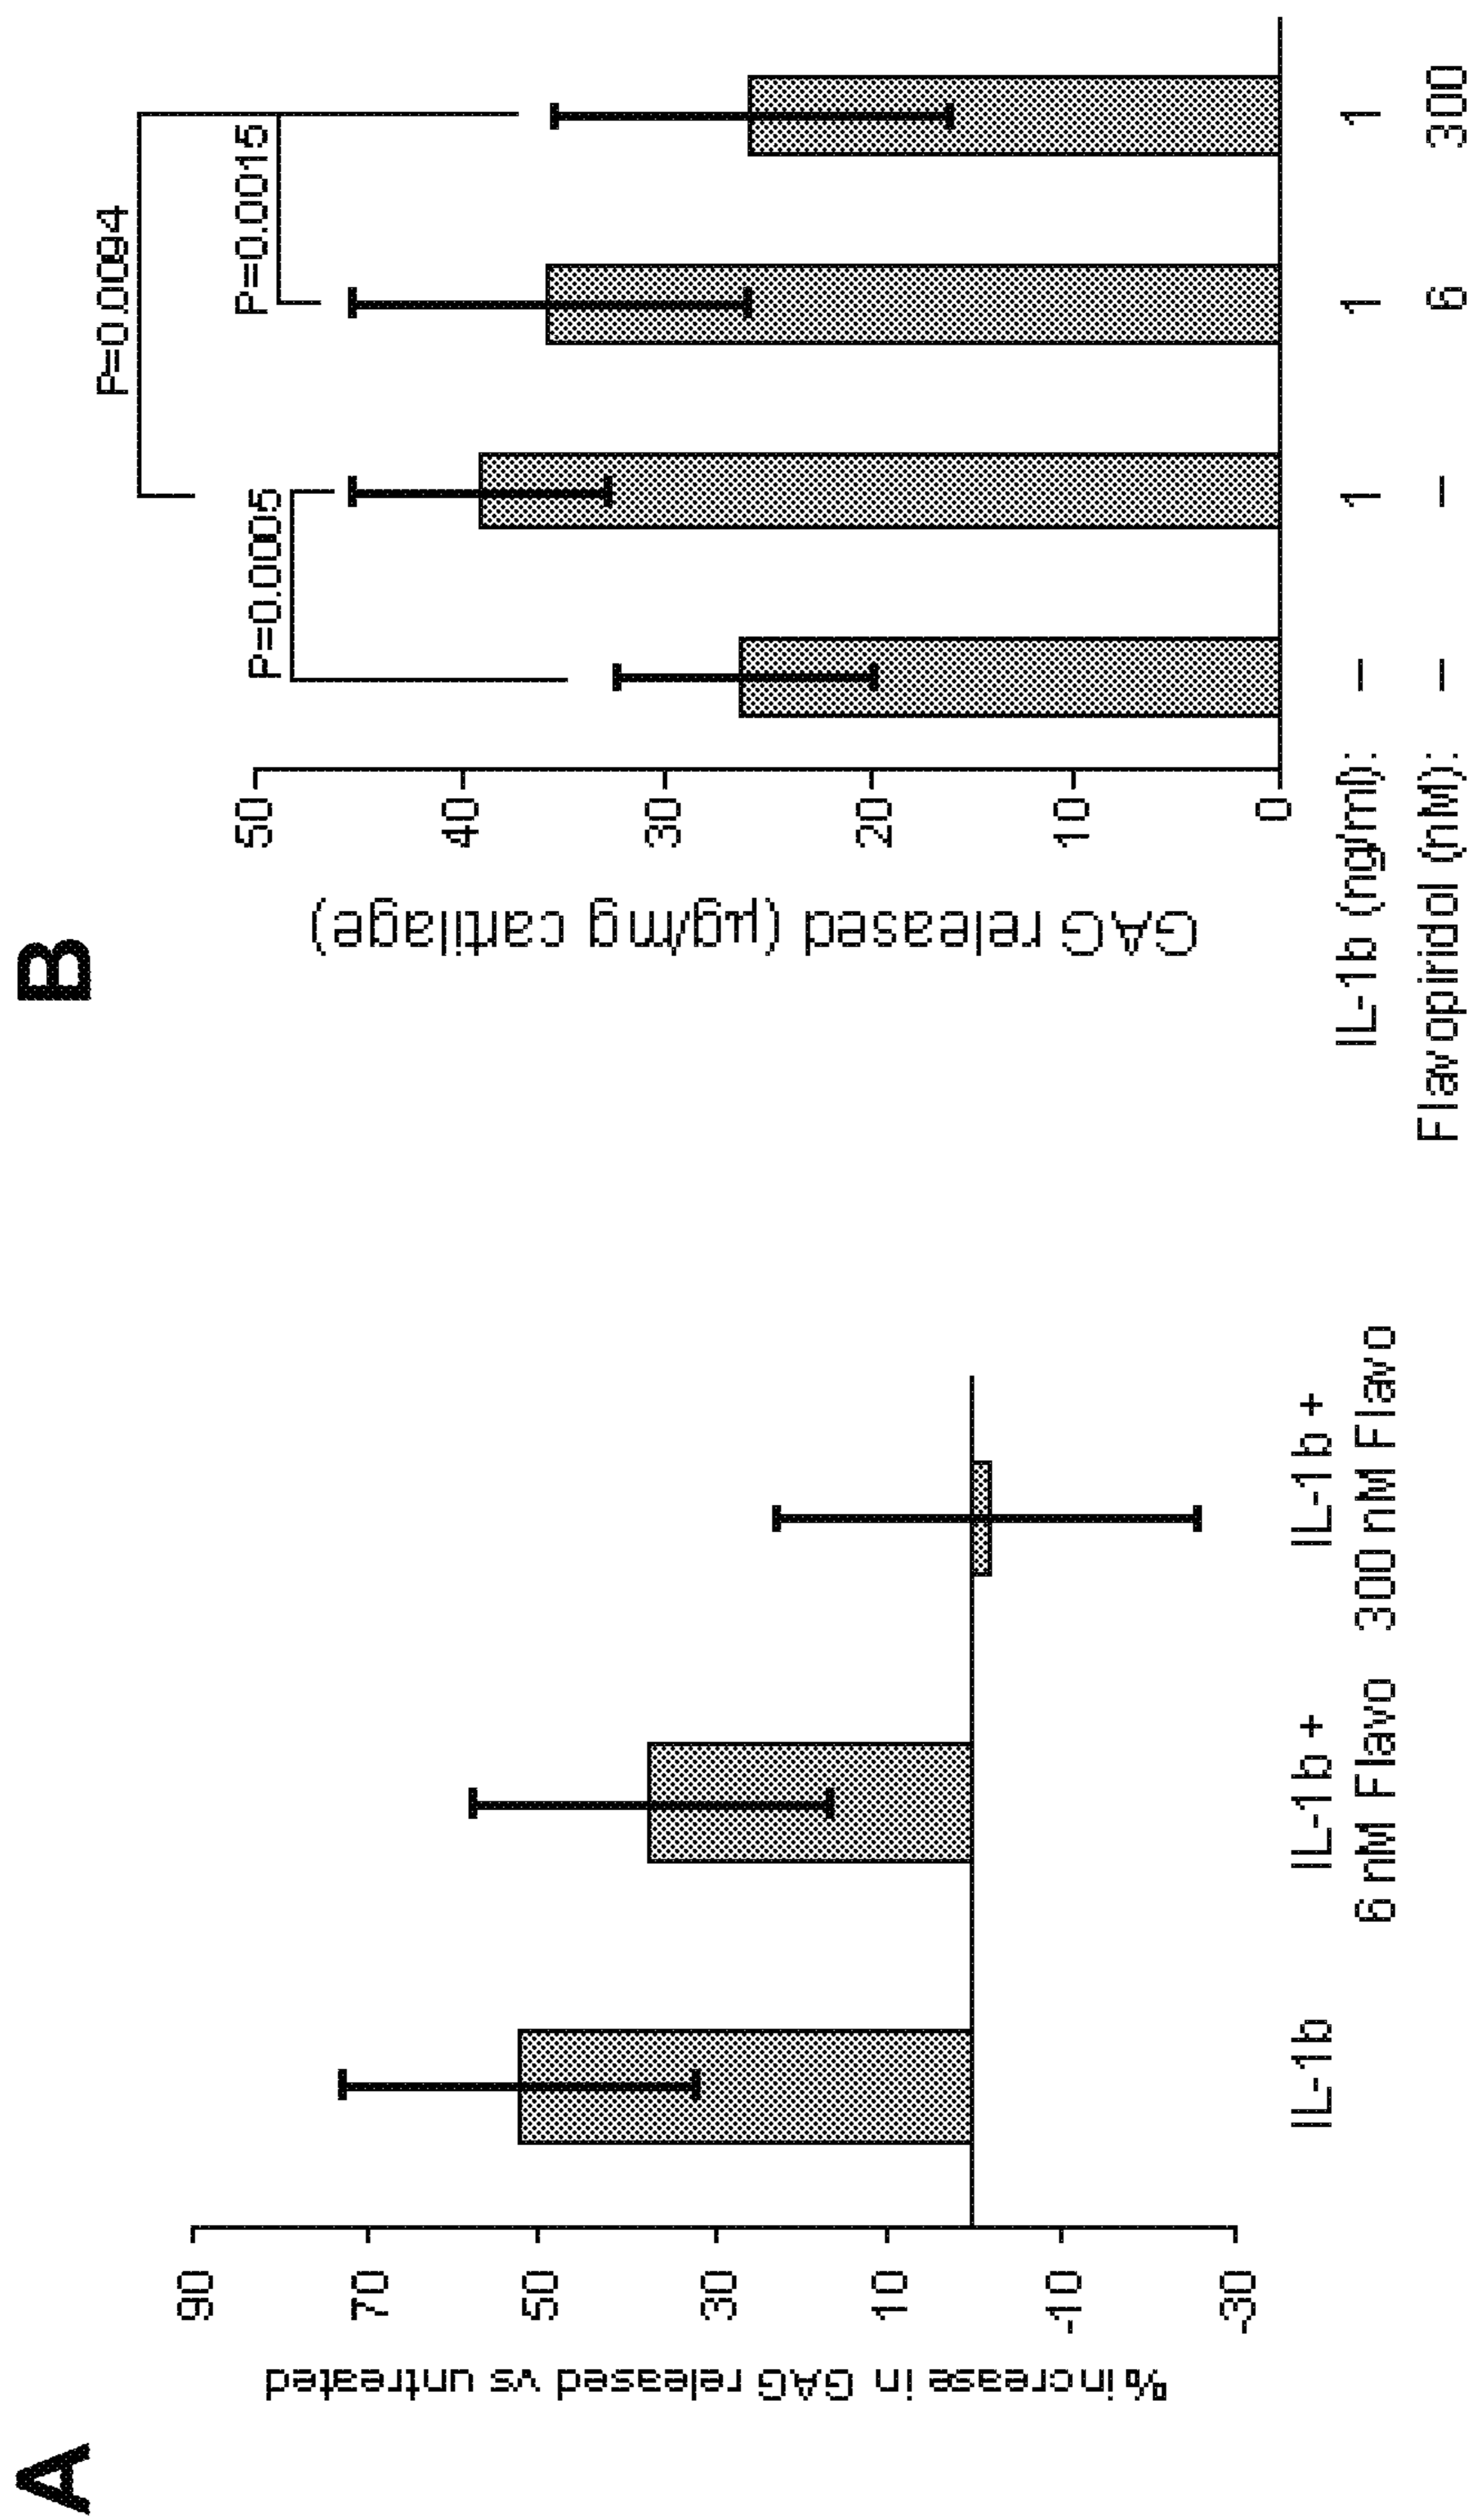 A
% increase in GAG released vs untreated
90
70
50
30
10
-10
-30
IL-1b
IL-1b +
6 nM Flavo
IL-1b +
300 nM Flavo
B
GAG released (µg/mg cartilage)
50
40
30
20
10
0
P=0.0005
P=0.0094
P=0.0015
IL-1b (ng/ml): – 1 1 1
Flavopiridol (nM): – – 6 300